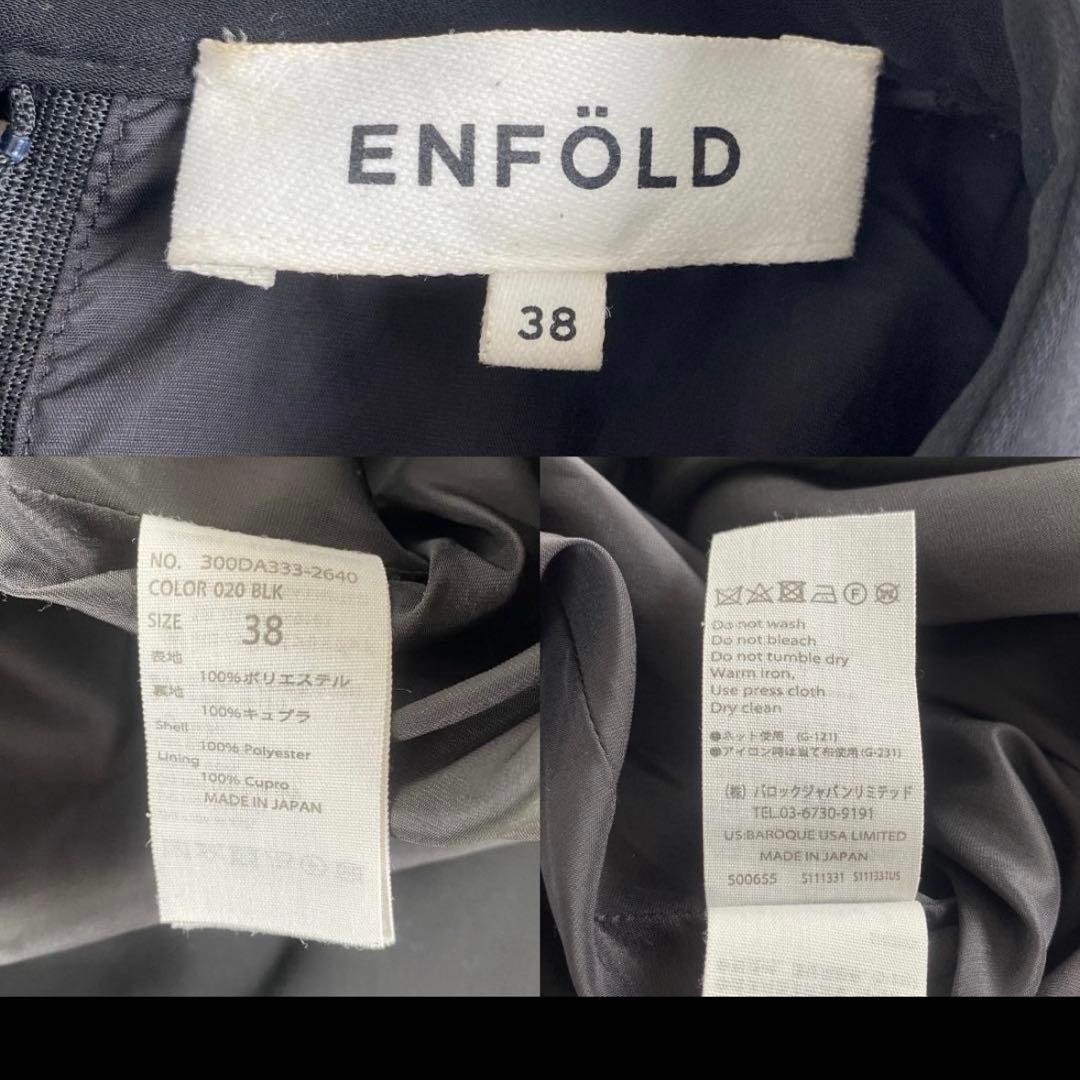 ENFÖLD
38
NO. 300DA333-2640
COLOR 020 BLK
SIZE 38
表地
100%ポリエステル
裏地
100%キュプラ
Shell
100% Polyester
Lining
100% Cupro
MADE IN JAPAN
Do not wash
Do not bleach
Do not tumble dry
Warm iron,
Use press cloth
Dry clean
●ネット使用 (G-121)
●アイロン時は当て布使用(G-231)
(株) バロックジャパンリミテッド
TEL.03-6730-9191
US:BAROQUE USA LIMITED
MADE IN JAPAN
500655 S111331 S111331US